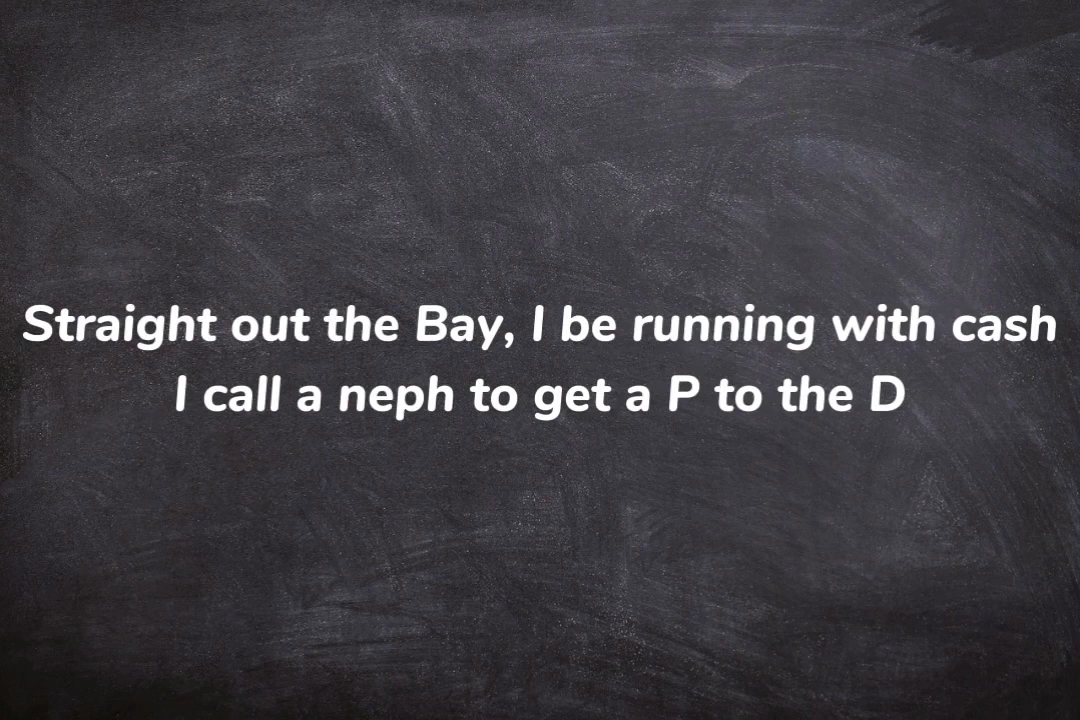 Straight out the Bay, I be running with cash
I call a neph to get a P to the D